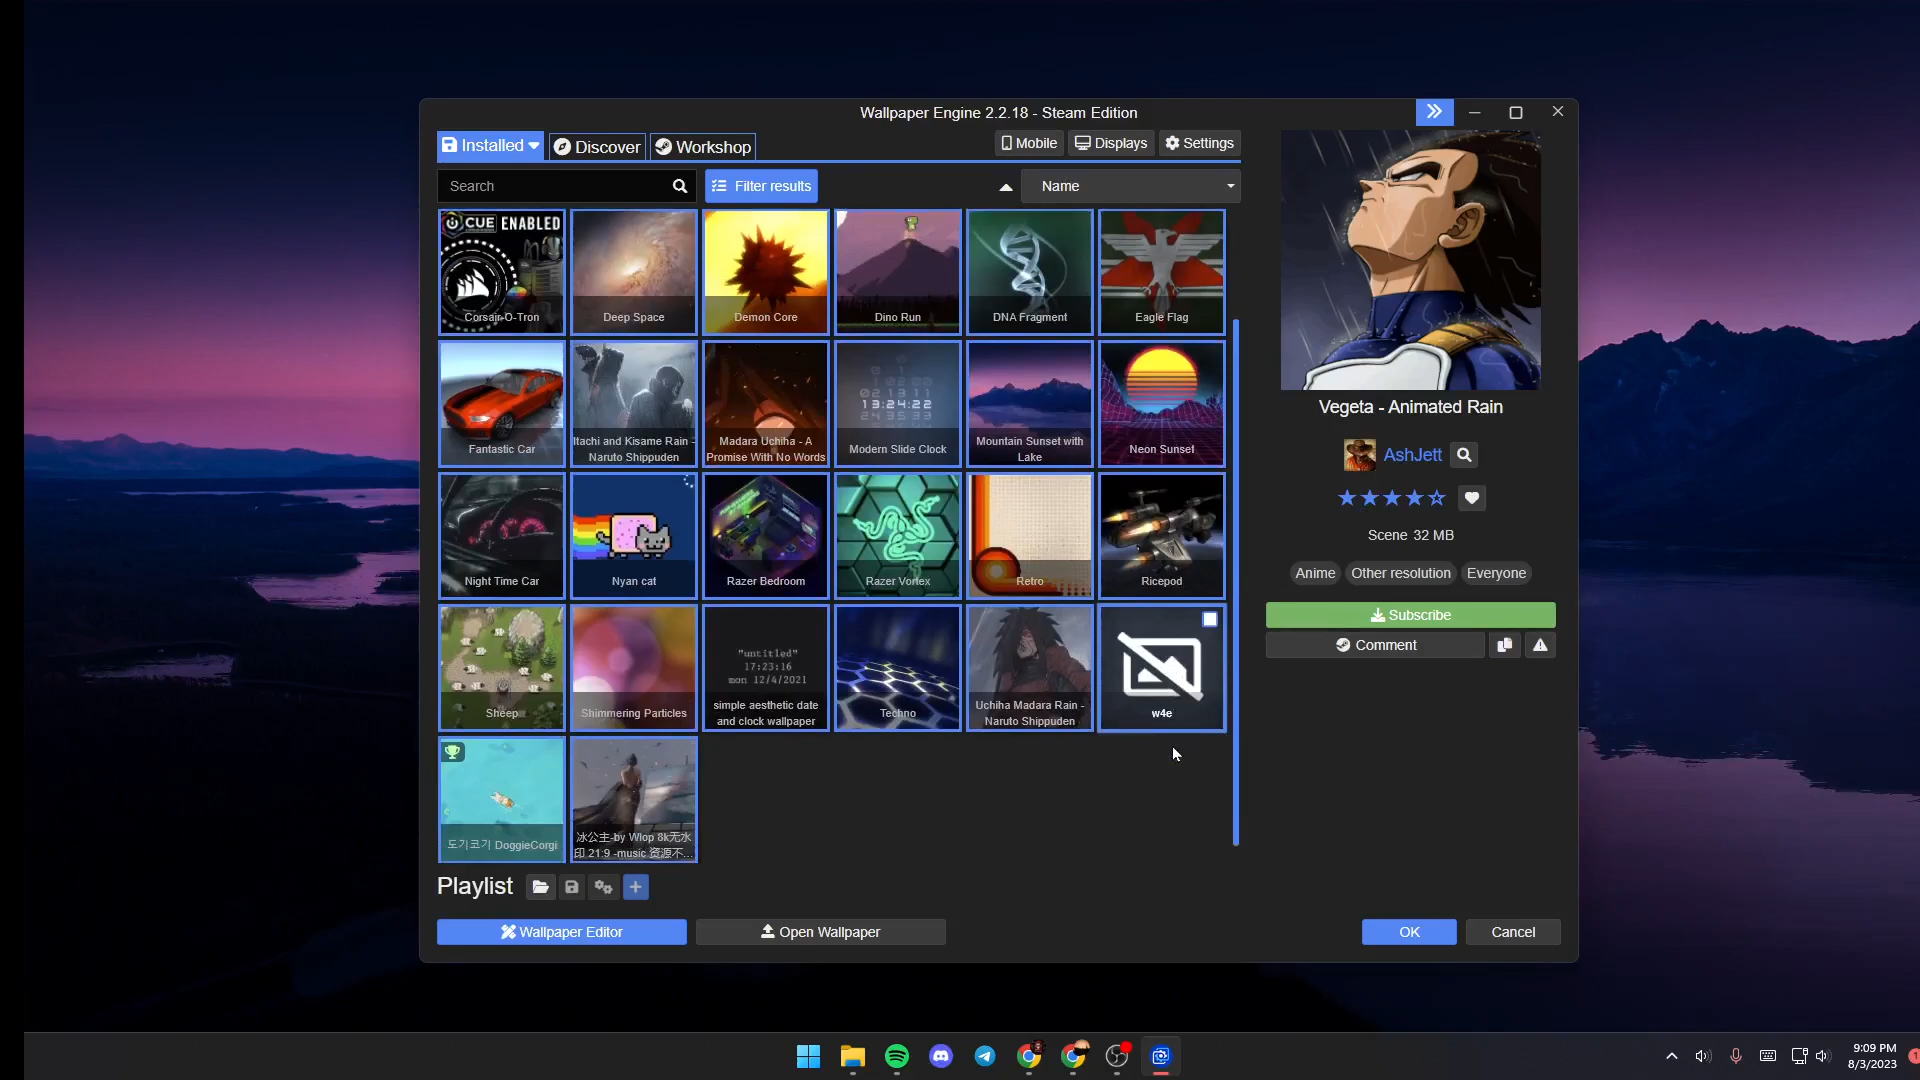 Wallpaper Engine 2.2.18 - Steam Edition
Installed
Discover
Workshop
Mobile
Displays
Settings
Search
Filter results
Name
CUE ENABLED
Corsair-O-Tron
Deep Space
Demon Core
Dino Run
DNA Fragment
Eagle Flag
Fantastic Car
Itachi and Kisame Rain -
Naruto Shippuden
Madara Uchiha - A
Promise With No Words
13:24:22
Modern Slide Clock
Mountain Sunset with
Lake
Neon Sunset
Night Time Car
Nyan cat
Razer Bedroom
Razer Vortex
Retro
Ricepod
Sheep
Shimmering Particles
"untitled"
17:23:16
mon 12/4/2021
simple aesthetic date
and clock wallpaper
Techno
Uchiha Madara Rain -
Naruto Shippuden
w4e
도기코기 DoggieCorgi
冰公主-by Wlop 8k无水
印 21:9 -music 资源不...
Vegeta - Animated Rain
AshJett
Scene 32 MB
Anime
Other resolution
Everyone
Subscribe
Comment
Playlist
Wallpaper Editor
Open Wallpaper
OK
Cancel
9:09 PM
8/3/2023
1